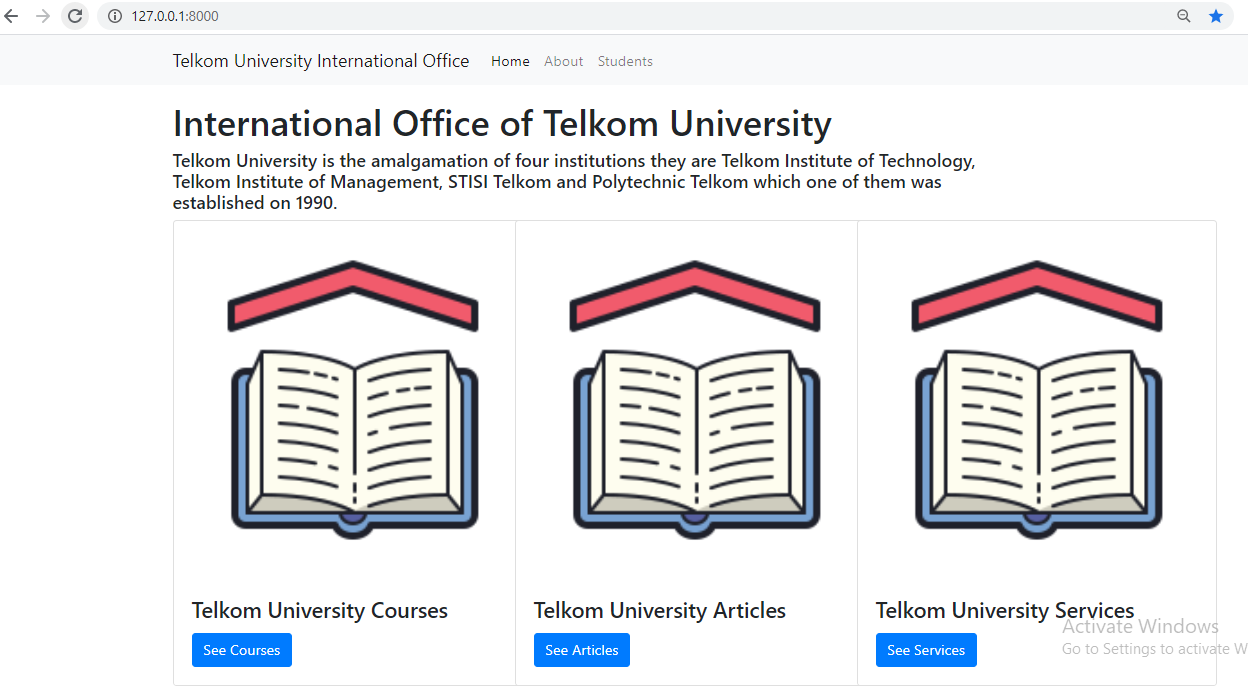 127.0.0.1:8000
Telkom University International Office Home About Students
International Office of Telkom University
Telkom University is the amalgamation of four institutions they are Telkom Institute of Technology,
Telkom Institute of Management, STISI Telkom and Polytechnic Telkom which one of them was
established on 1990.
Telkom University Courses
See Courses
Telkom University Articles
See Articles
Telkom University Services
See Services
Activate Windows
Go to Settings to activate W